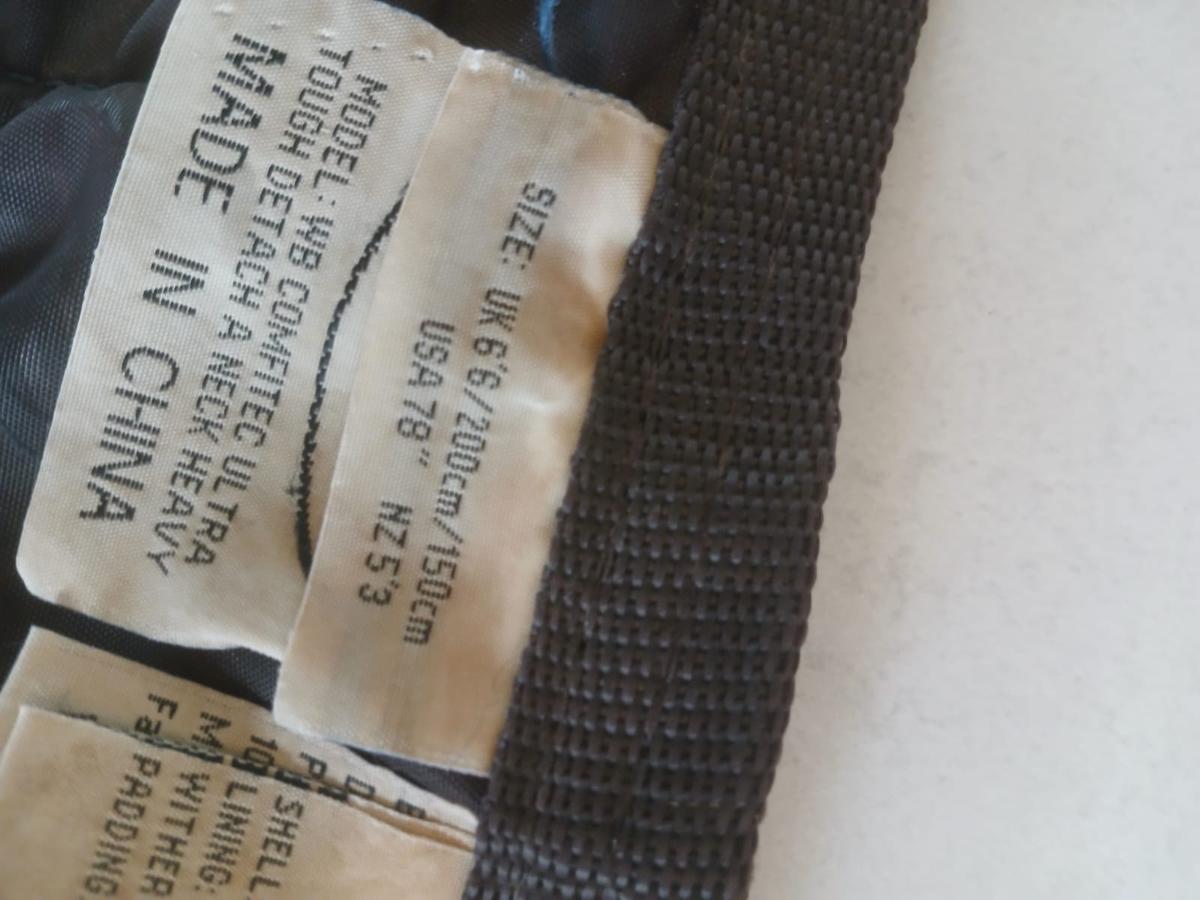 MODEL: WB COMFITEC ULTRA
TOUGH DETACH A NECK HEAVY
MADE IN CHINA
SIZE: UK 6'6/200cm/150cm
USA 78" NZ 5'3
SHELL
LINING:
WITHER
PADDING